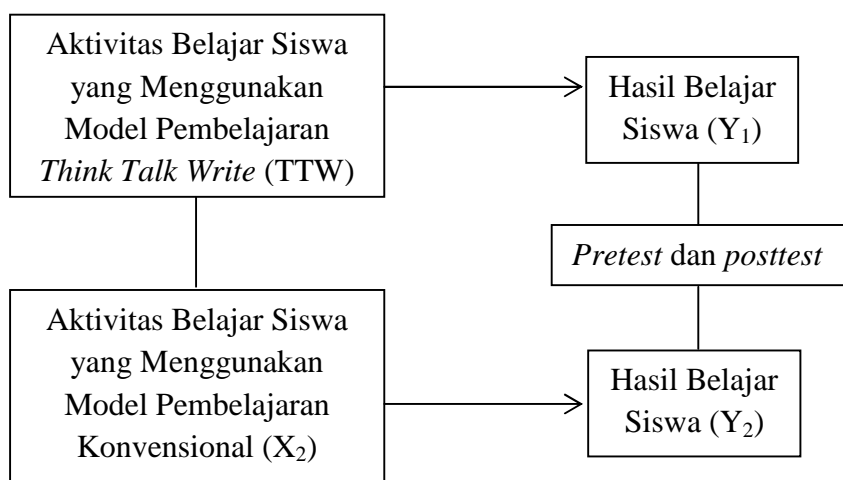 Aktivitas Belajar Siswa
yang Menggunakan
Model Pembelajaran
Think Talk Write (TTW)
Hasil Belajar
Siswa (Y₁)
Pretest dan posttest
Aktivitas Belajar Siswa
yang Menggunakan
Model Pembelajaran
Konvensional (X₂)
Hasil Belajar
Siswa (Y₂)